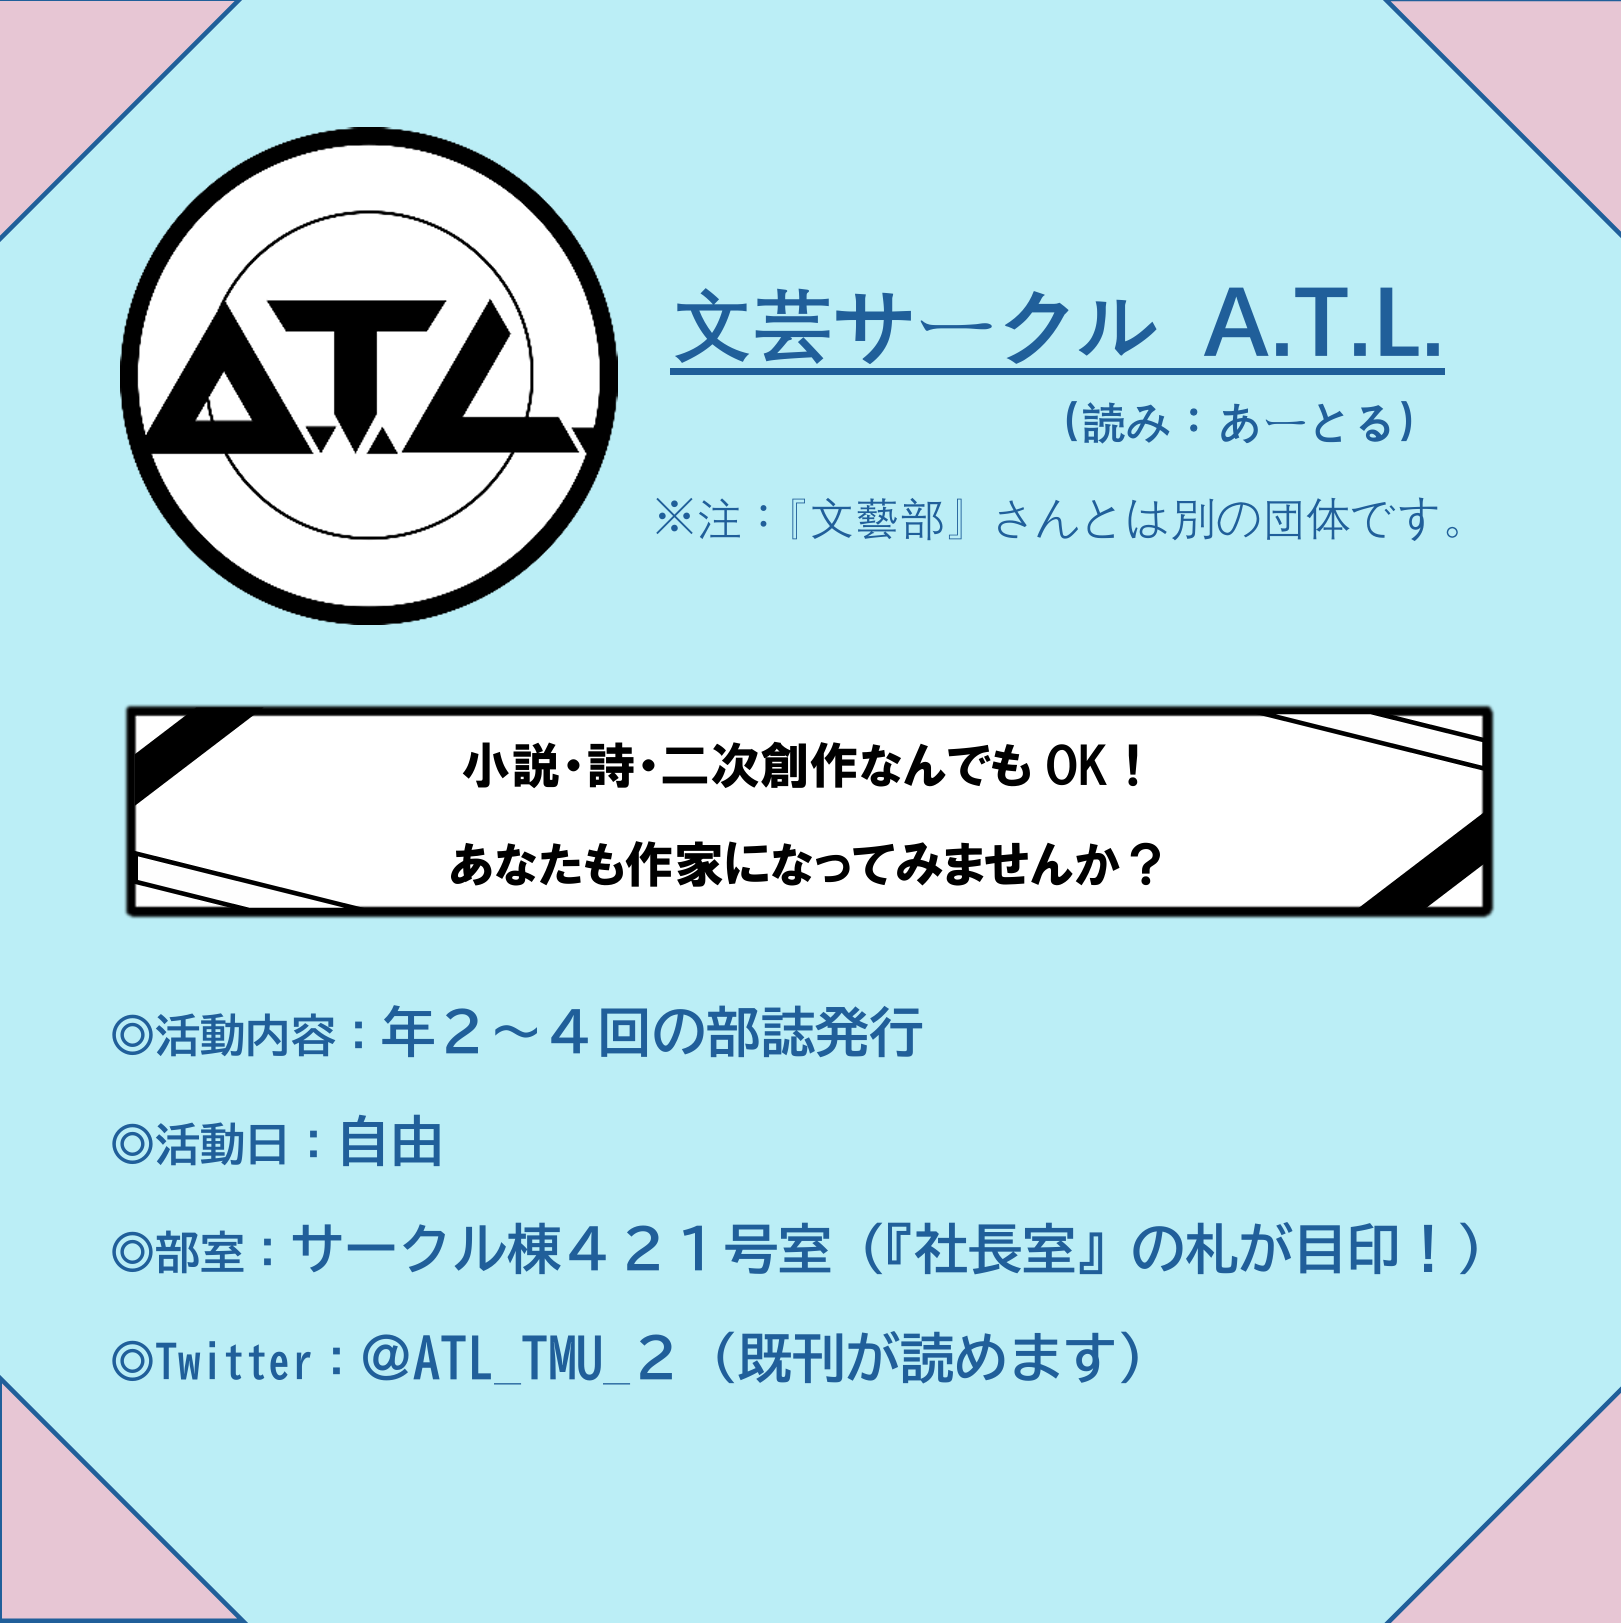 A.T.L.
文芸サークル A.T.L.
(読み：あーとる)
※注：『文藝部』さんとは別の団体です。
小説・詩・二次創作なんでも OK！
あなたも作家になってみませんか？
◎活動内容：年２～４回の部誌発行
◎活動日：自由
◎部室：サークル棟４２１号室（『社長室』の札が目印！）
◎Twitter：@ATL_TMU_２（既刊が読めます）